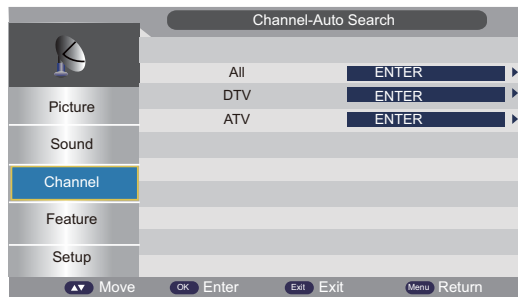 Channel-Auto Search
All ENTER
DTV ENTER
ATV ENTER
Picture
Sound
Channel
Feature
Setup
▲▼ Move OK Enter Exit Exit Menu Return